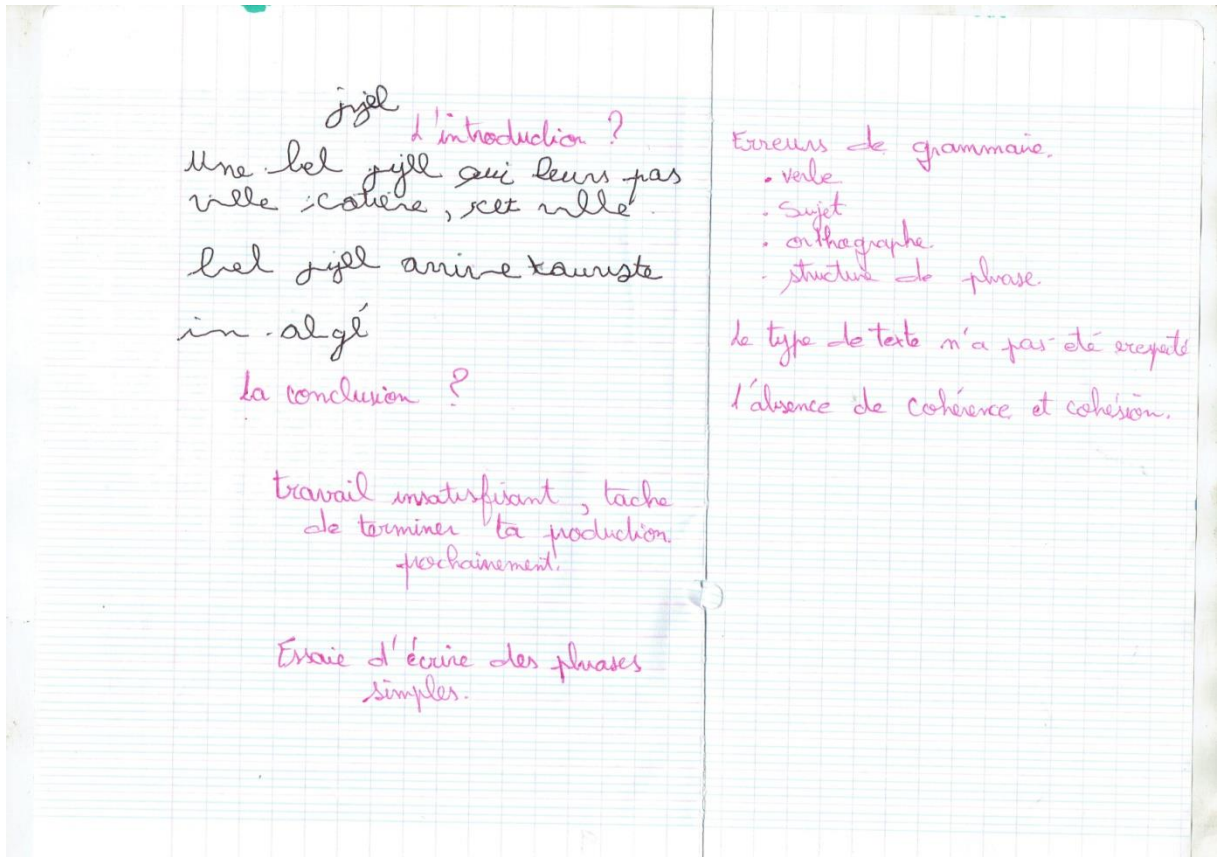 jijel
L'introduction ?
Une bel jijll qui leurs pas
ville cotière, cet ville
bel jijel arrive touriste
in algé
La conclusion ?
travail insatisfisant, tache
de terminer ta production
prochainement.
Essaie d'écrire des phrases
simples.
Erreurs de grammaire.
. verbe
. Sujet
. orthographe.
. structure de phrase.
Le type de texte n'a pas été
L'absence de cohérence et cohésion.